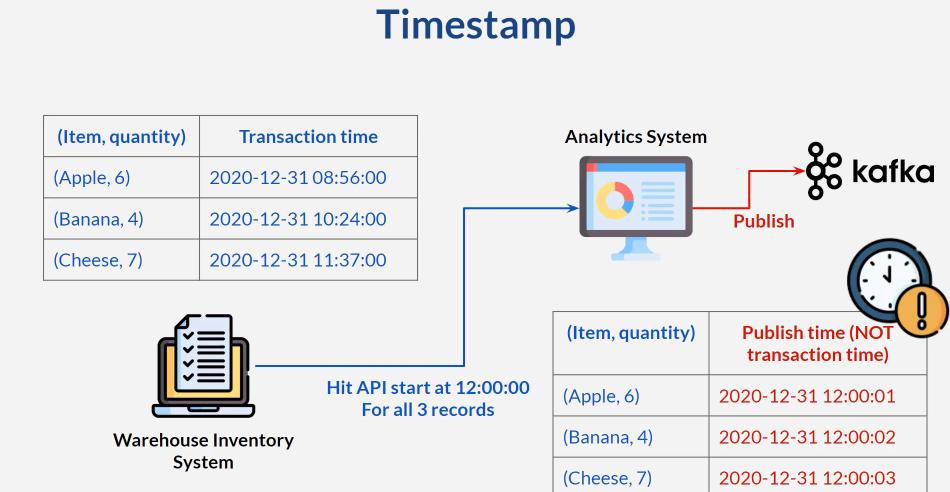 Timestamp
(Item, quantity) Transaction time
(Apple, 6) 2020-12-31 08:56:00
(Banana, 4) 2020-12-31 10:24:00
(Cheese, 7) 2020-12-31 11:37:00
Analytics System
kafka
Publish
Hit API start at 12:00:00
For all 3 records
Warehouse Inventory
System
(Item, quantity) Publish time (NOT
transaction time)
(Apple, 6) 2020-12-31 12:00:01
(Banana, 4) 2020-12-31 12:00:02
(Cheese, 7) 2020-12-31 12:00:03